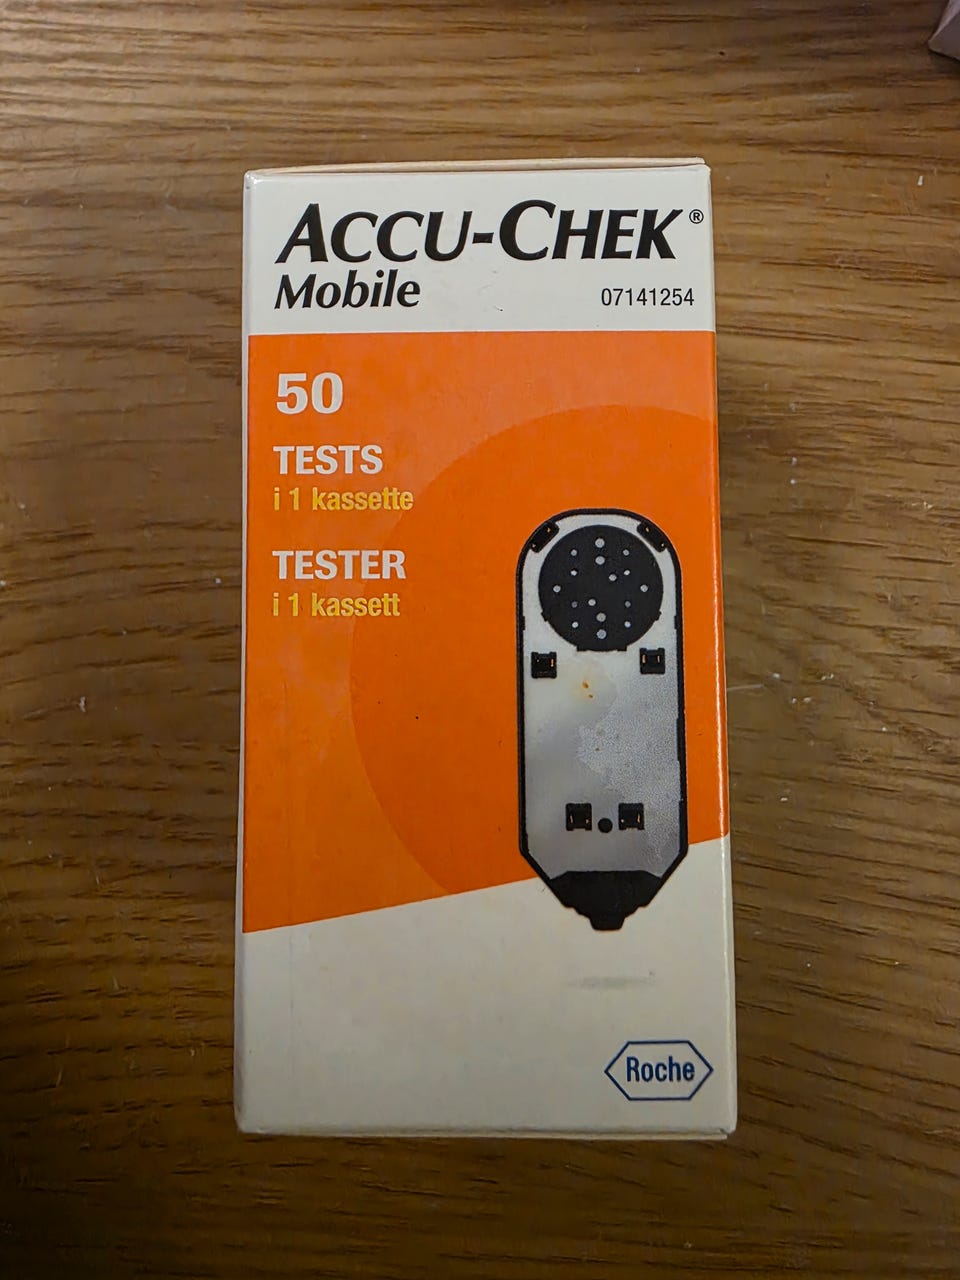 ACCU-CHEK®
Mobile 07141254
50
TESTS
i 1 kassette
TESTER
i 1 kassett
Roche